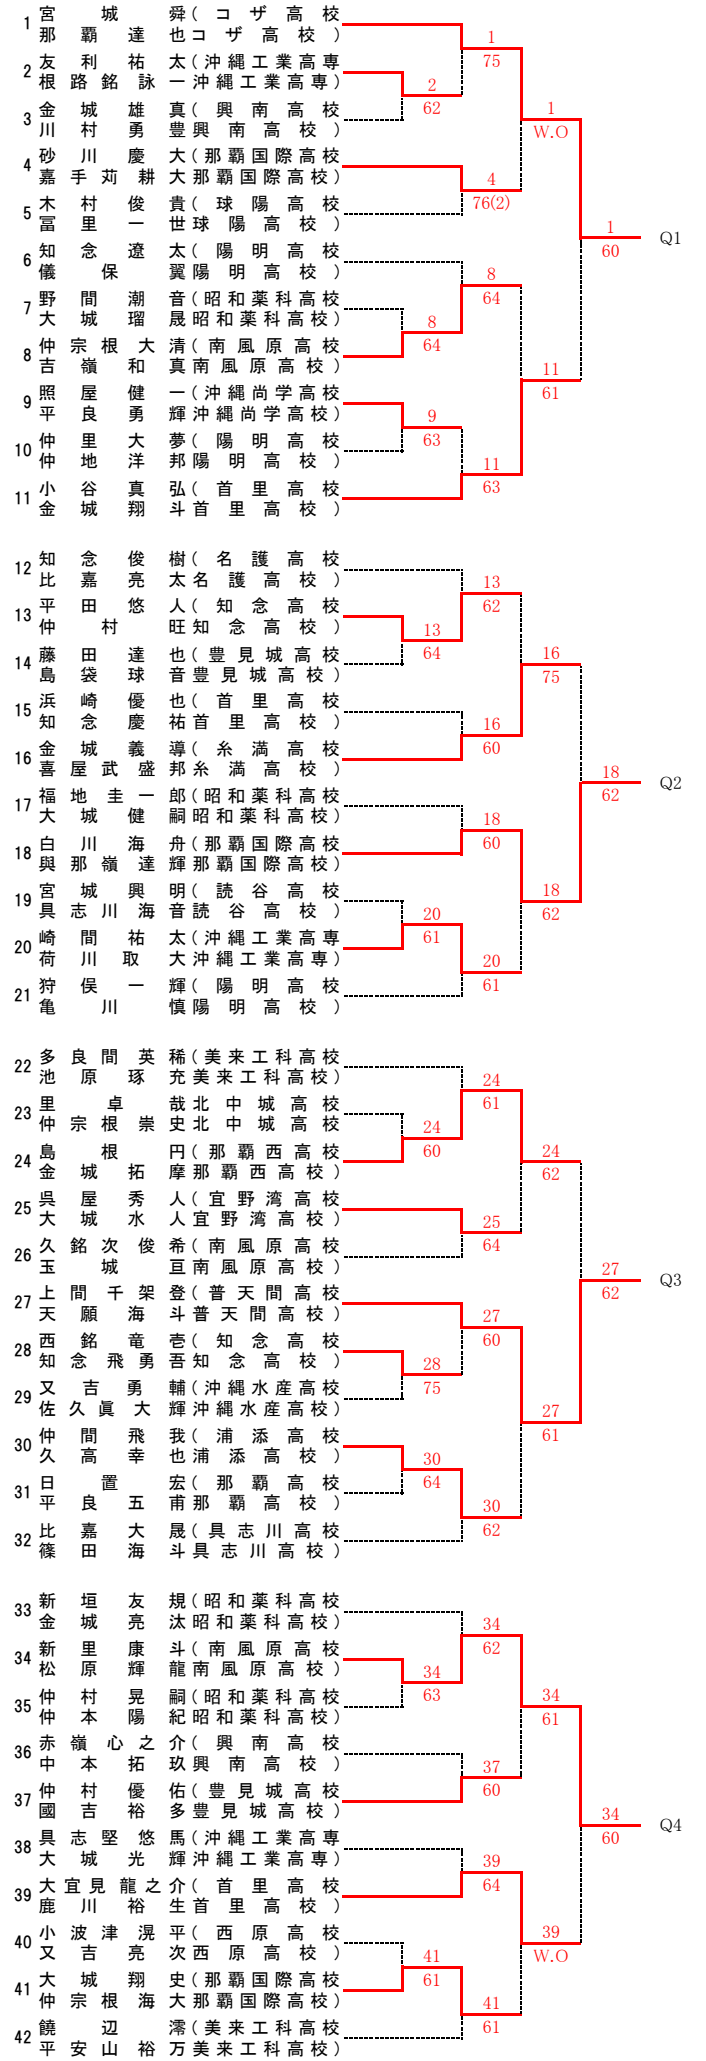 1 宮城舜(コザ高校
那覇達也コザ高校)
1
75
2 友利祐太(沖縄工業高専
根路銘詠一沖縄工業高専)
2
62
3 金城雄真(興南高校
川村勇豊興南高校)
1
W.O
4 砂川慶大(那覇国際高校
嘉手苅耕大那覇国際高校)
4
76(2)
5 木村俊貴(球陽高校
冨里一世球陽高校)
1
60
Q1
6 知念遼太(陽明高校
儀保翼陽明高校)
8
64
7 野間潮音(昭和薬科高校
大城瑠晟昭和薬科高校)
8
64
8 仲宗根大清(南風原高校
吉嶺和真南風原高校)
11
61
9 照屋健一(沖縄尚学高校
平良勇輝沖縄尚学高校)
9
63
10 仲里大夢(陽明高校
仲地洋邦陽明高校)
11
63
11 小谷真弘(首里高校
金城翔斗首里高校)
12 知念俊樹(名護高校
比嘉亮太名護高校)
13
62
13 平田悠人(知念高校
仲村旺知念高校)
13
64
14 藤田達也(豊見城高校
島袋球音豊見城高校)
16
75
15 浜崎優也(首里高校
知念慶祐首里高校)
16
60
16 金城義導(糸満高校
喜屋武盛邦糸満高校)
18
62
Q2
17 福地圭一郎(昭和薬科高校
大城健嗣昭和薬科高校)
18
60
18 白川海舟(那覇国際高校
與那嶺達輝那覇国際高校)
18
62
19 宮城興明(読谷高校
具志川海音読谷高校)
20
61
20 崎間祐太(沖縄工業高専
荷川取大沖縄工業高専)
20
61
21 狩俣一輝(陽明高校
亀川慎陽明高校)
22 多良間英稀(美来工科高校
池原琢充美来工科高校)
24
61
23 里卓哉北中城高校
仲宗根崇史北中城高校
24
60
24 島根円(那覇西高校
金城拓摩那覇西高校)
24
62
25 呉屋秀人(宜野湾高校
大城水人宜野湾高校)
25
64
26 久銘次俊希(南風原高校
玉城亘南風原高校)
27
62
Q3
27 上間千架登(普天間高校
天願海斗普天間高校)
27
60
28 西銘竜壱(知念高校
知念飛勇吾知念高校)
28
75
29 又吉勇輔(沖縄水産高校
佐久眞大輝沖縄水産高校)
27
61
30 仲間飛我(浦添高校
久高幸也浦添高校)
30
64
31 日置宏(那覇高校
平良五甫那覇高校)
30
62
32 比嘉大晟(具志川高校
篠田海斗具志川高校)
33 新垣友規(昭和薬科高校
金城亮汰昭和薬科高校)
34
62
34 新里康斗(南風原高校
松原輝龍南風原高校)
34
63
35 仲村晃嗣(昭和薬科高校
仲本陽紀昭和薬科高校)
34
61
36 赤嶺心之介(興南高校
中本拓玖興南高校)
37
60
37 仲村優佑(豊見城高校
國吉裕多豊見城高校)
34
60
Q4
38 具志堅悠馬(沖縄工業高専
大城光輝沖縄工業高専)
39
64
39 大宜見龍之介(首里高校
鹿川裕生首里高校)
39
W.O
40 小波津滉平(西原高校
又吉亮次西原高校)
41
61
41 大城翔史(那覇国際高校
仲宗根海大那覇国際高校)
41
61
42 饒辺澪(美来工科高校
平安山裕万美来工科高校)